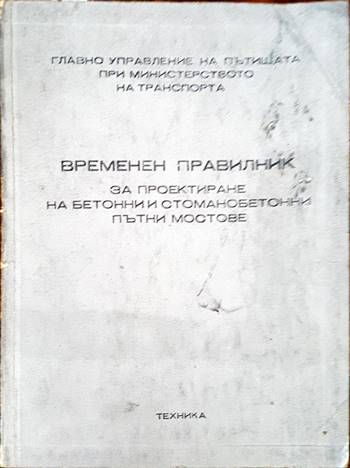 ГЛАВНО УПРАВЛЕНИЕ НА ПЪТИЩАТА
ПРИ МИНИСТЕРСТВОТО
НА ТРАНСПОРТА
ВРЕМЕНЕН ПРАВИЛНИК
ЗА ПРОЕКТИРАНЕ
НА БЕТОННИ И СТОМАНОБЕТОННИ
ПЪТНИ МОСТОВЕ
ТЕХНИКА